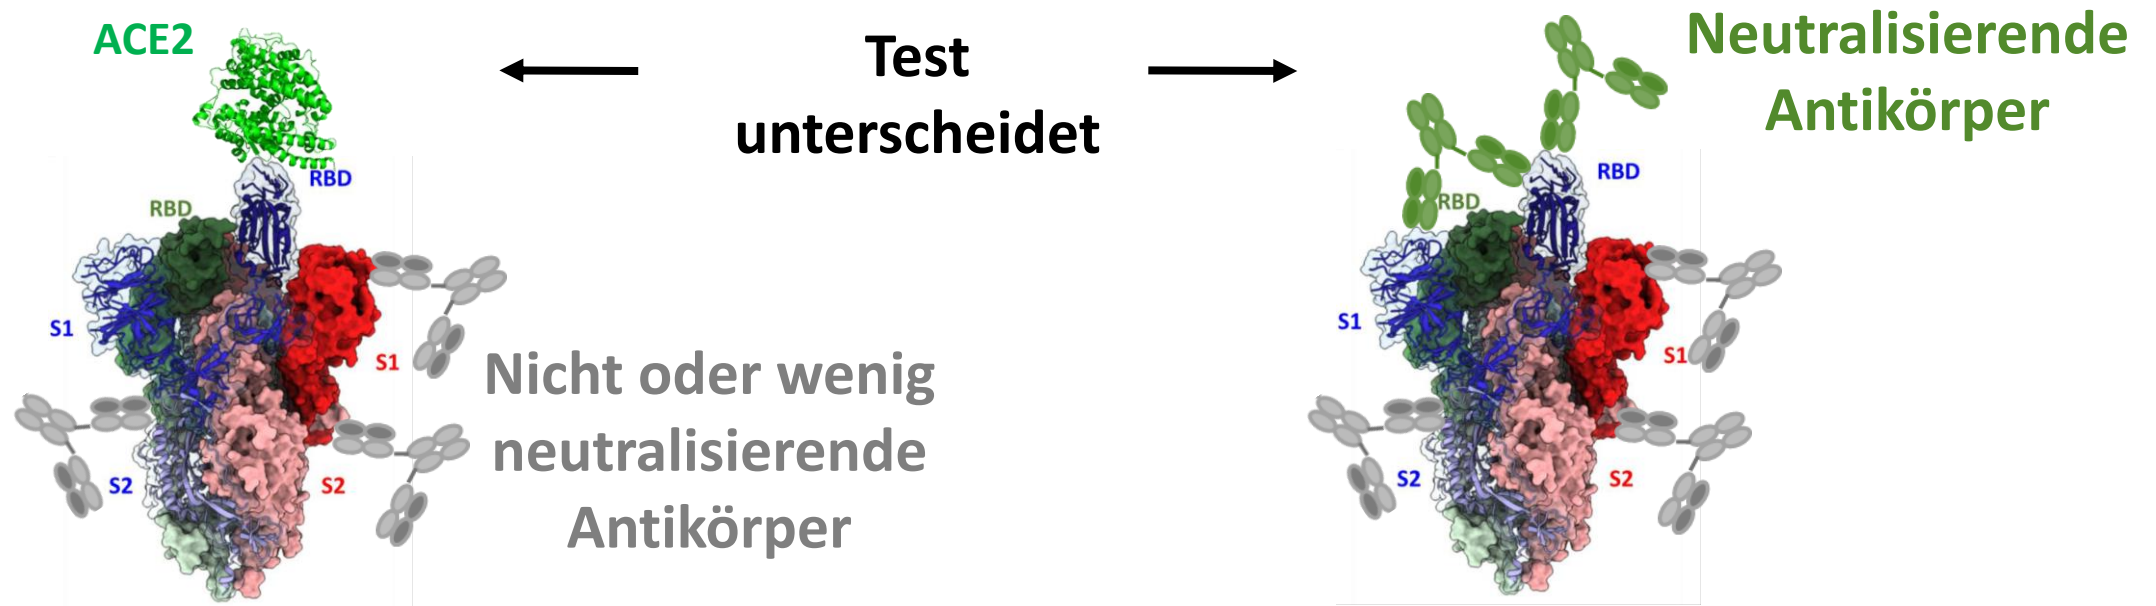 ACE2
RBD
RBD
S1
S1
S2
S2
Nicht oder wenig
neutralisierende
Antikörper
Test
unterscheidet
Neutralisierende
Antikörper
RBD
RBD
S1
S1
S2
S2